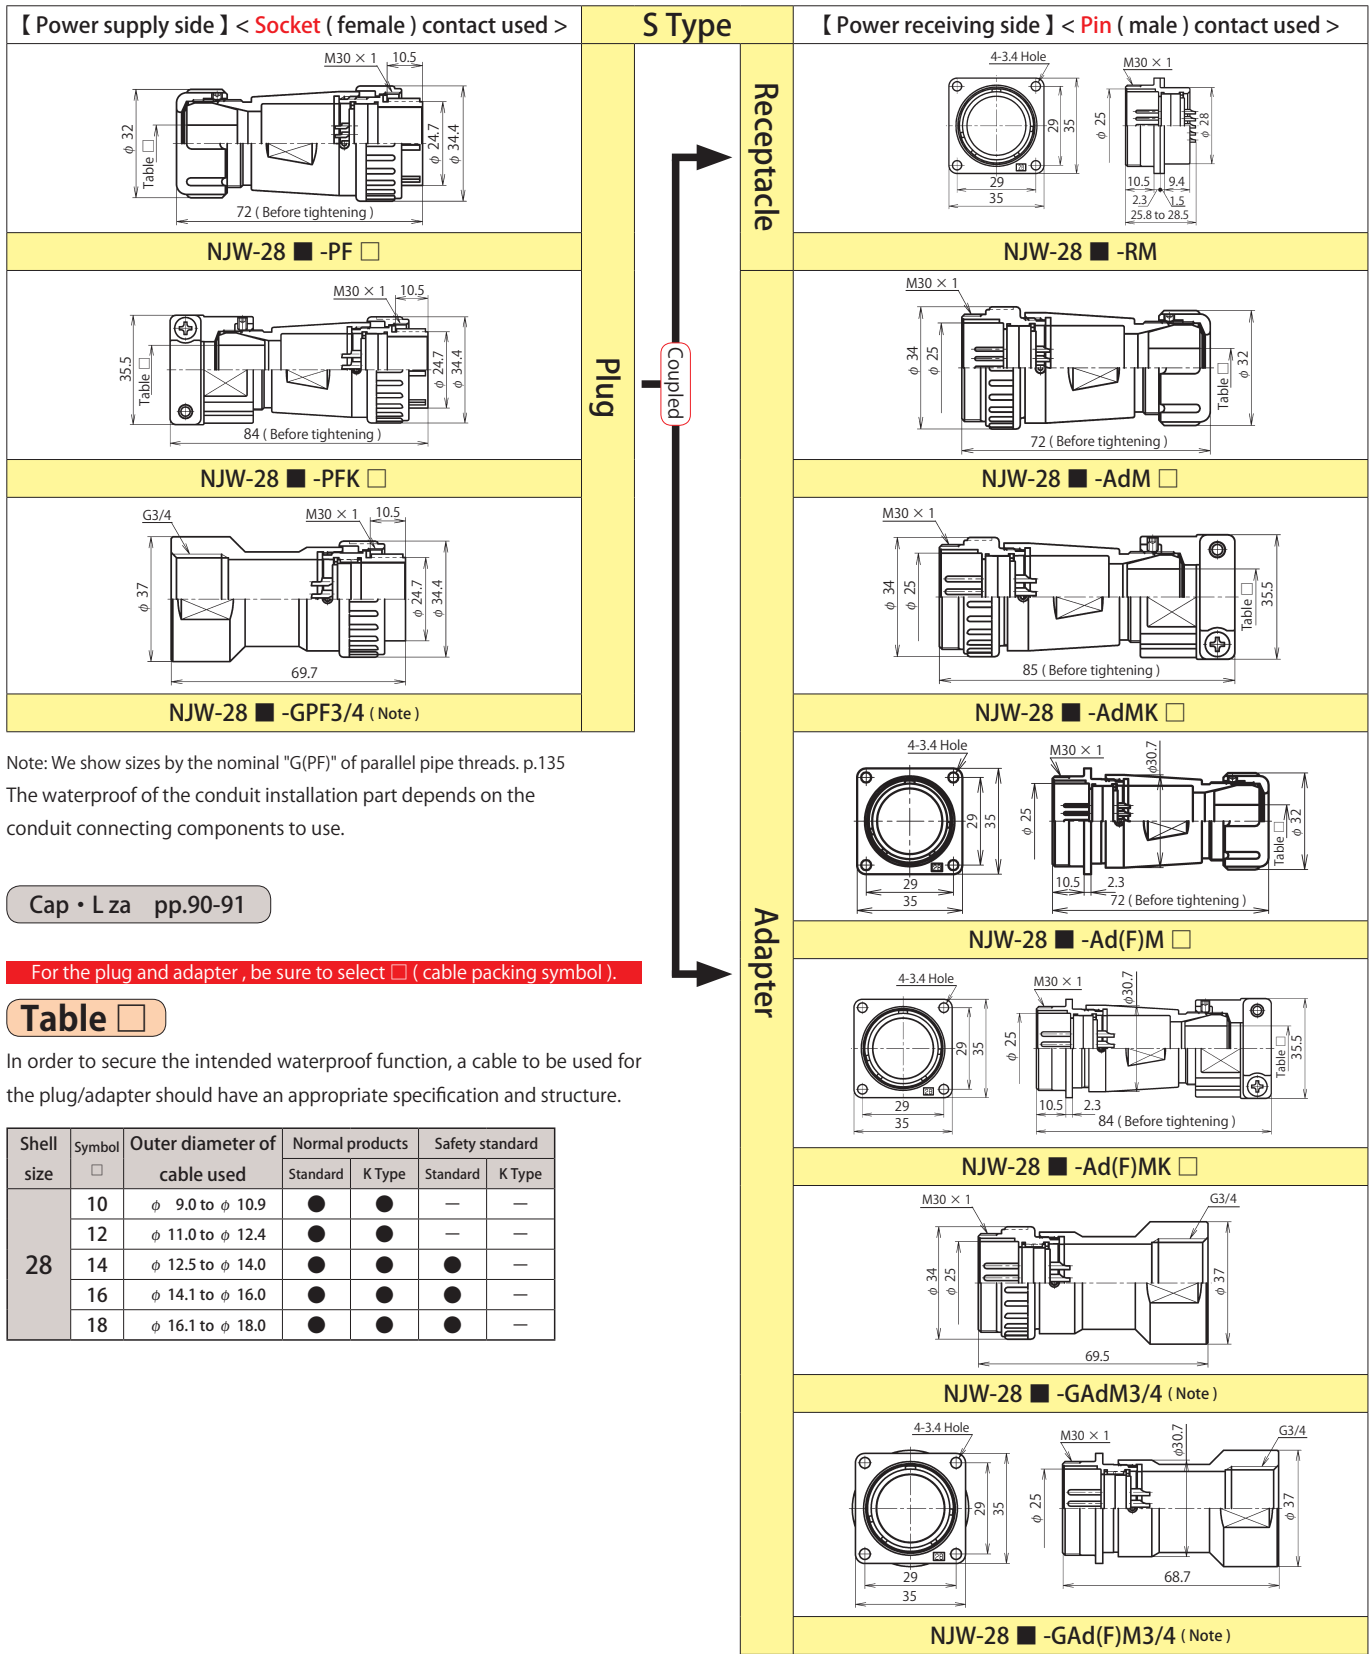 【 Power supply side 】 < Socket ( female ) contact used >
S Type
【 Power receiving side 】 < Pin ( male ) contact used >
M30 × 1
10.5
φ 32
Table □
φ 24.7
φ 34.4
72 ( Before tightening )
NJW-28 ■ -PF □
M30 × 1
10.5
35.5
Table □
φ 24.7
φ 34.4
84 ( Before tightening )
NJW-28 ■ -PFK □
G3/4
M30 × 1
10.5
φ 37
φ 24.7
φ 34.4
69.7
NJW-28 ■ -GPF3/4 ( Note )
Plug
Coupled
Receptacle
Adapter
4-3.4 Hole
M30 × 1
29
35
φ 25
φ 28
28
29
35
10.5
9.4
2.3
1.5
25.8 to 28.5
NJW-28 ■ -RM
M30 × 1
φ 34
φ 25
Table □
φ 32
72 ( Before tightening )
NJW-28 ■ -AdM □
M30 × 1
φ 34
φ 25
Table □
35.5
85 ( Before tightening )
NJW-28 ■ -AdMK □
4-3.4 Hole
M30 × 1
φ30.7
29
35
φ 25
Table □
φ 32
28
29
35
10.5
2.3
72 ( Before tightening )
NJW-28 ■ -Ad(F)M □
4-3.4 Hole
M30 × 1
φ30.7
29
35
φ 25
Table □
35.5
28
29
35
10.5
2.3
84 ( Before tightening )
NJW-28 ■ -Ad(F)MK □
M30 × 1
G3/4
φ 34
φ 25
φ 37
69.5
NJW-28 ■ -GAdM3/4 ( Note )
4-3.4 Hole
M30 × 1
φ30.7
G3/4
29
35
φ 25
φ 37
28
29
35
68.7
NJW-28 ■ -GAd(F)M3/4 ( Note )
Note: We show sizes by the nominal "G(PF)" of parallel pipe threads. p.135
The waterproof of the conduit installation part depends on the
conduit connecting components to use.
Cap・L za pp.90-91
For the plug and adapter , be sure to select □ ( cable packing symbol ).
Table □
In order to secure the intended waterproof function, a cable to be used for
the plug/adapter should have an appropriate specification and structure.
Shell size | Symbol □ | Outer diameter of cable used | Normal products | Safety standard
Standard | K Type | Standard | K Type
28
10 | φ 9.0 to φ 10.9 | ● | ● | — | —
12 | φ 11.0 to φ 12.4 | ● | ● | — | —
14 | φ 12.5 to φ 14.0 | ● | ● | ● | —
16 | φ 14.1 to φ 16.0 | ● | ● | ● | —
18 | φ 16.1 to φ 18.0 | ● | ● | ● | —